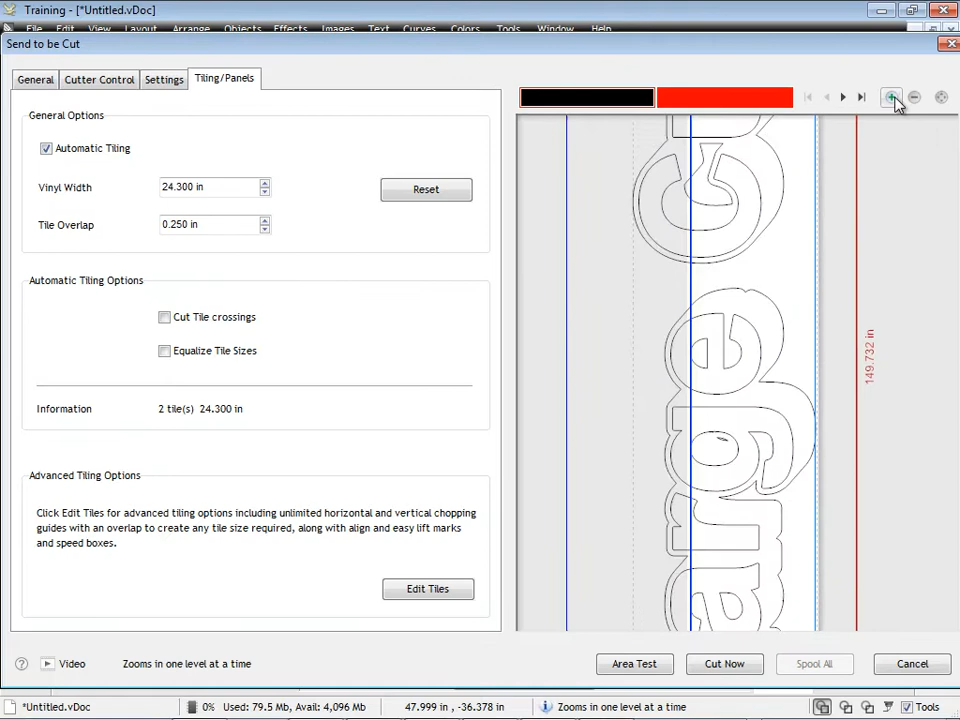 Training - [*Untitled.vDoc]
File Edit View Layout Arrange Objects Effects Images Text Curves Colors Tools Window Help
Send to be Cut
General Cutter Control Settings Tiling/Panels
General Options
Automatic Tiling
Vinyl Width 24.300 in Reset
Tile Overlap 0.250 in
Automatic Tiling Options
Cut Tile crossings
Equalize Tile Sizes
Information 2 tile(s) 24.300 in
Advanced Tiling Options
Click Edit Tiles for advanced tiling options including unlimited horizontal and vertical chopping
guides with an overlap to create any tile size required, along with align and easy lift marks
and speed boxes.
Edit Tiles
arge C
149.732 in
? Video Zooms in one level at a time Area Test Cut Now Spool All Cancel
*Untitled.vDoc 0% Used: 79.5 Mb, Avail: 4,096 Mb 47.999 in , -36.378 in Zooms in one level at a time Tools